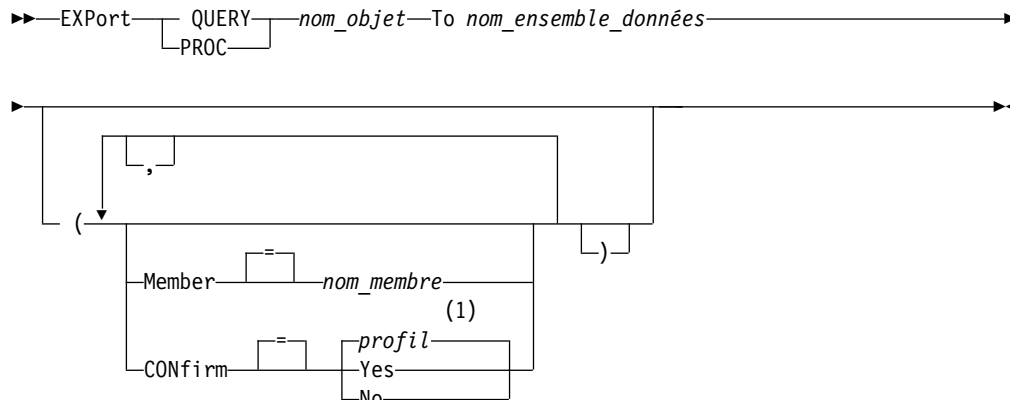 EXPort QUERY nom_objet To nom_ensemble_données
PROC
,
( )
=
Member nom_membre
(1)
= profil
CONfirm Yes
No